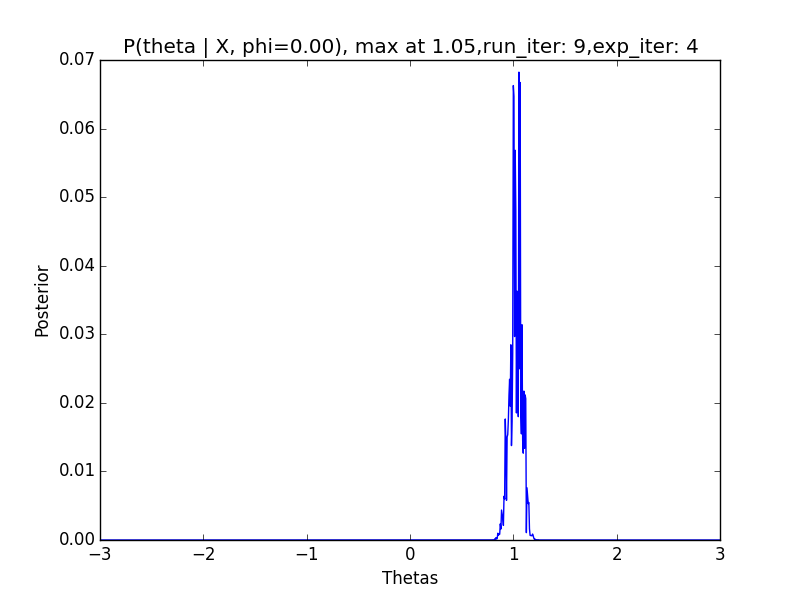 P(theta | X, phi=0.00), max at 1.05,run_iter: 9,exp_iter: 4
0.07
0.06
0.05
0.04
0.03
0.02
0.01
0.00
Posterior
−3 −2 −1 0 1 2 3
Thetas